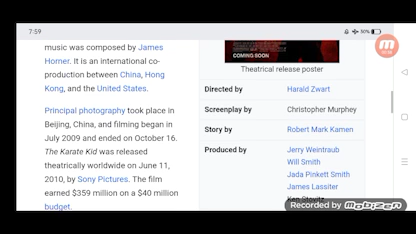 7:59
50%
music was composed by James
Horner. It is an international co-
production between China, Hong
Kong, and the United States.
Principal photography took place in
Beijing, China, and filming began in
July 2009 and ended on October 16.
The Karate Kid was released
theatrically worldwide on June 11,
2010, by Sony Pictures. The film
earned $359 million on a $40 million
budget.
COMING SOON
Theatrical release poster
Directed by Harald Zwart
Screenplay by Christopher Murphey
Story by Robert Mark Kamen
Produced by Jerry Weintraub
Will Smith
Jada Pinkett Smith
James Lassiter
Ken Stovitz
Recorded by Mobizen